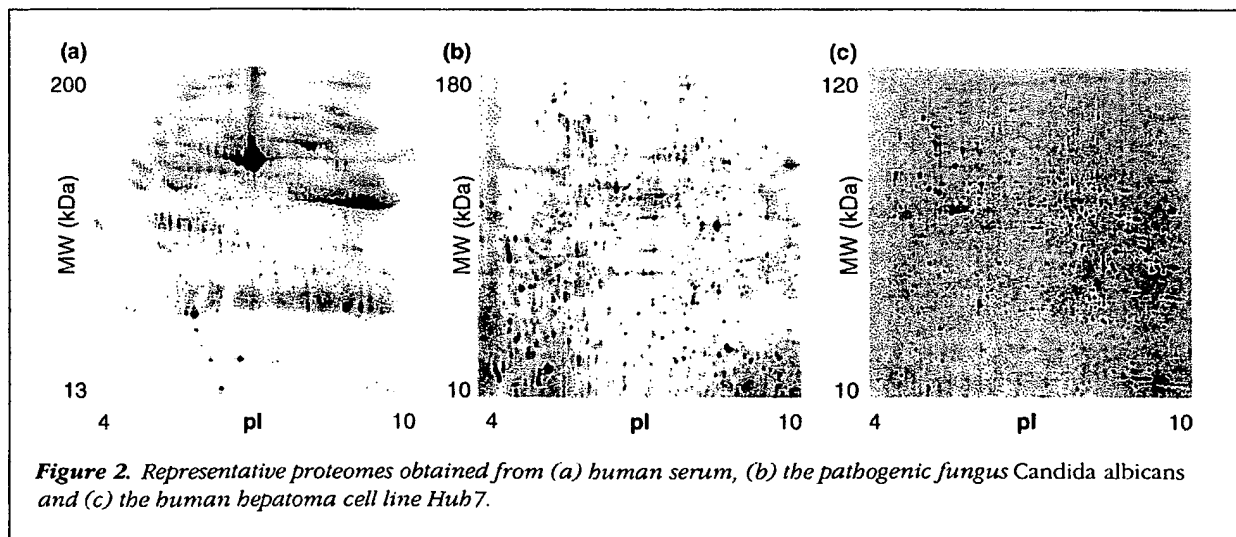 (a)
(b)
(c)
200
180
120
MW (kDa)
MW (kDa)
MW (kDa)
13
10
10
4 pI 10
4 pI 10
4 pI 10
Figure 2. Representative proteomes obtained from (a) human serum, (b) the pathogenic fungus Candida albicans
and (c) the human hepatoma cell line Huh7.